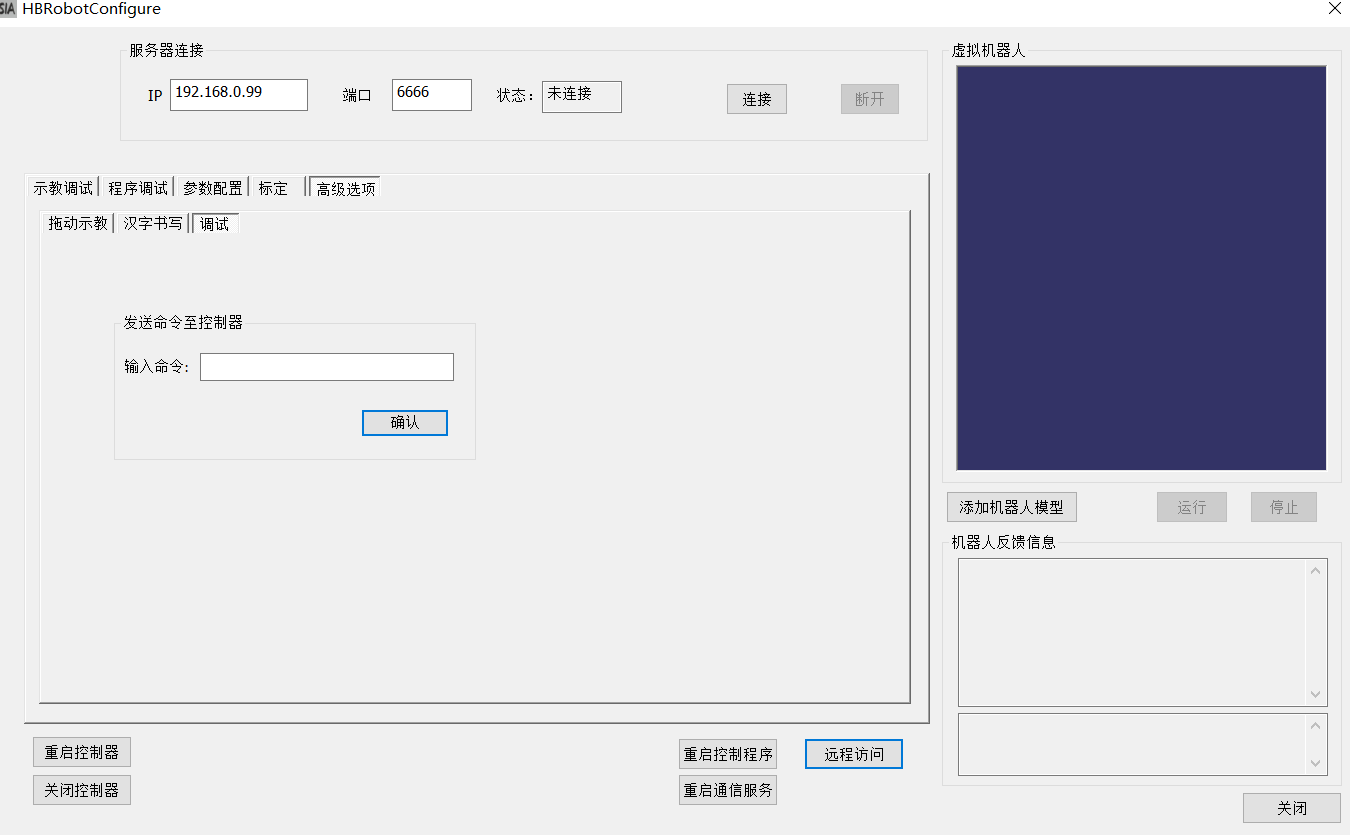 SIA HBRobotConfigure
服务器连接
IP 192.168.0.99 端口 6666 状态： 未连接 连接 断开
示教调试 程序调试 参数配置 标定 高级选项
拖动示教 汉字书写 调试
发送命令至控制器
输入命令:
确认
重启控制器
关闭控制器
重启控制程序 远程访问
重启通信服务
虚拟机器人
添加机器人模型 运行 停止
机器人反馈信息
关闭